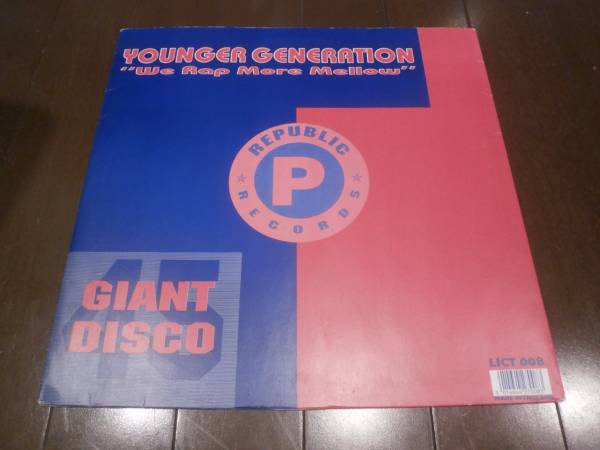 YOUNGER GENERATION
"We Rap More Mellow"
REPUBLIC
P
RECORDS
45
GIANT
DISCO
LICT 008